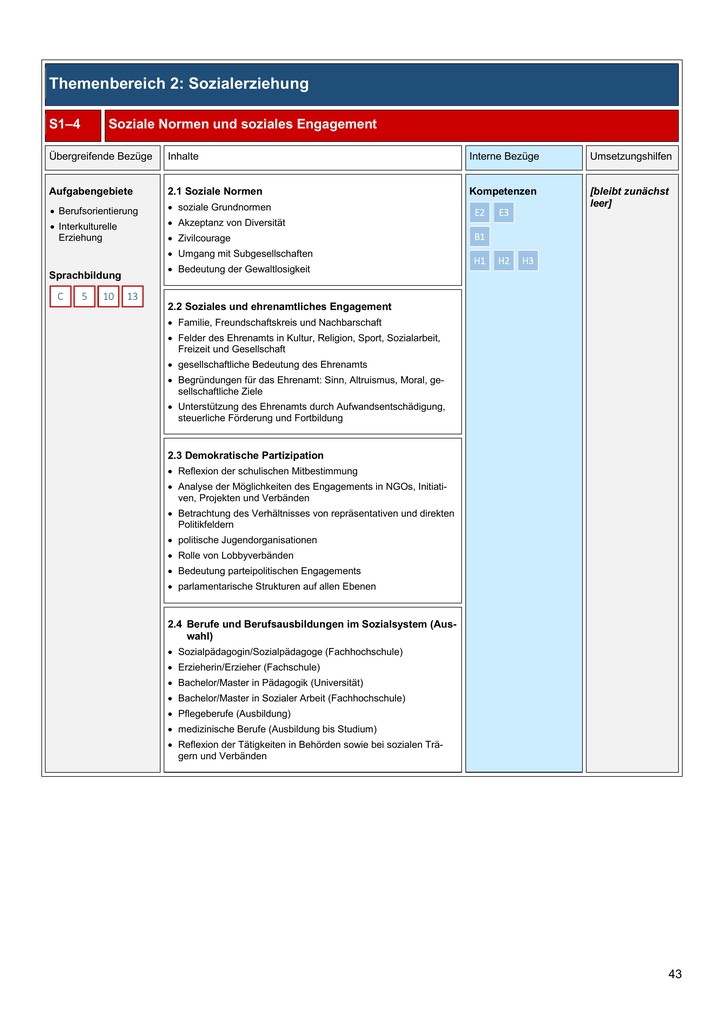 Themenbereich 2: Sozialerziehung
S1–4
Soziale Normen und soziales Engagement
Übergreifende Bezüge
Inhalte
Interne Bezüge
Umsetzungshilfen
Aufgabengebiete
• Berufsorientierung
• Interkulturelle
Erziehung
Sprachbildung
C 5 10 13
2.1 Soziale Normen
• soziale Grundnormen
• Akzeptanz von Diversität
• Zivilcourage
• Umgang mit Subgesellschaften
• Bedeutung der Gewaltlosigkeit
2.2 Soziales und ehrenamtliches Engagement
• Familie, Freundschaftskreis und Nachbarschaft
• Felder des Ehrenamts in Kultur, Religion, Sport, Sozialarbeit,
Freizeit und Gesellschaft
• gesellschaftliche Bedeutung des Ehrenamts
• Begründungen für das Ehrenamt: Sinn, Altruismus, Moral, ge-
sellschaftliche Ziele
• Unterstützung des Ehrenamts durch Aufwandsentschädigung,
steuerliche Förderung und Fortbildung
2.3 Demokratische Partizipation
• Reflexion der schulischen Mitbestimmung
• Analyse der Möglichkeiten des Engagements in NGOs, Initiati-
ven, Projekten und Verbänden
• Betrachtung des Verhältnisses von repräsentativen und direkten
Politikfeldern
• politische Jugendorganisationen
• Rolle von Lobbyverbänden
• Bedeutung parteipolitischen Engagements
• parlamentarische Strukturen auf allen Ebenen
2.4 Berufe und Berufsausbildungen im Sozialsystem (Aus-
wahl)
• Sozialpädagogin/Sozialpädagoge (Fachhochschule)
• Erzieherin/Erzieher (Fachschule)
• Bachelor/Master in Pädagogik (Universität)
• Bachelor/Master in Sozialer Arbeit (Fachhochschule)
• Pflegeberufe (Ausbildung)
• medizinische Berufe (Ausbildung bis Studium)
• Reflexion der Tätigkeiten in Behörden sowie bei sozialen Trä-
gern und Verbänden
Kompetenzen
E2 E3
B1
H1 H2 H3
[bleibt zunächst
leer]
43